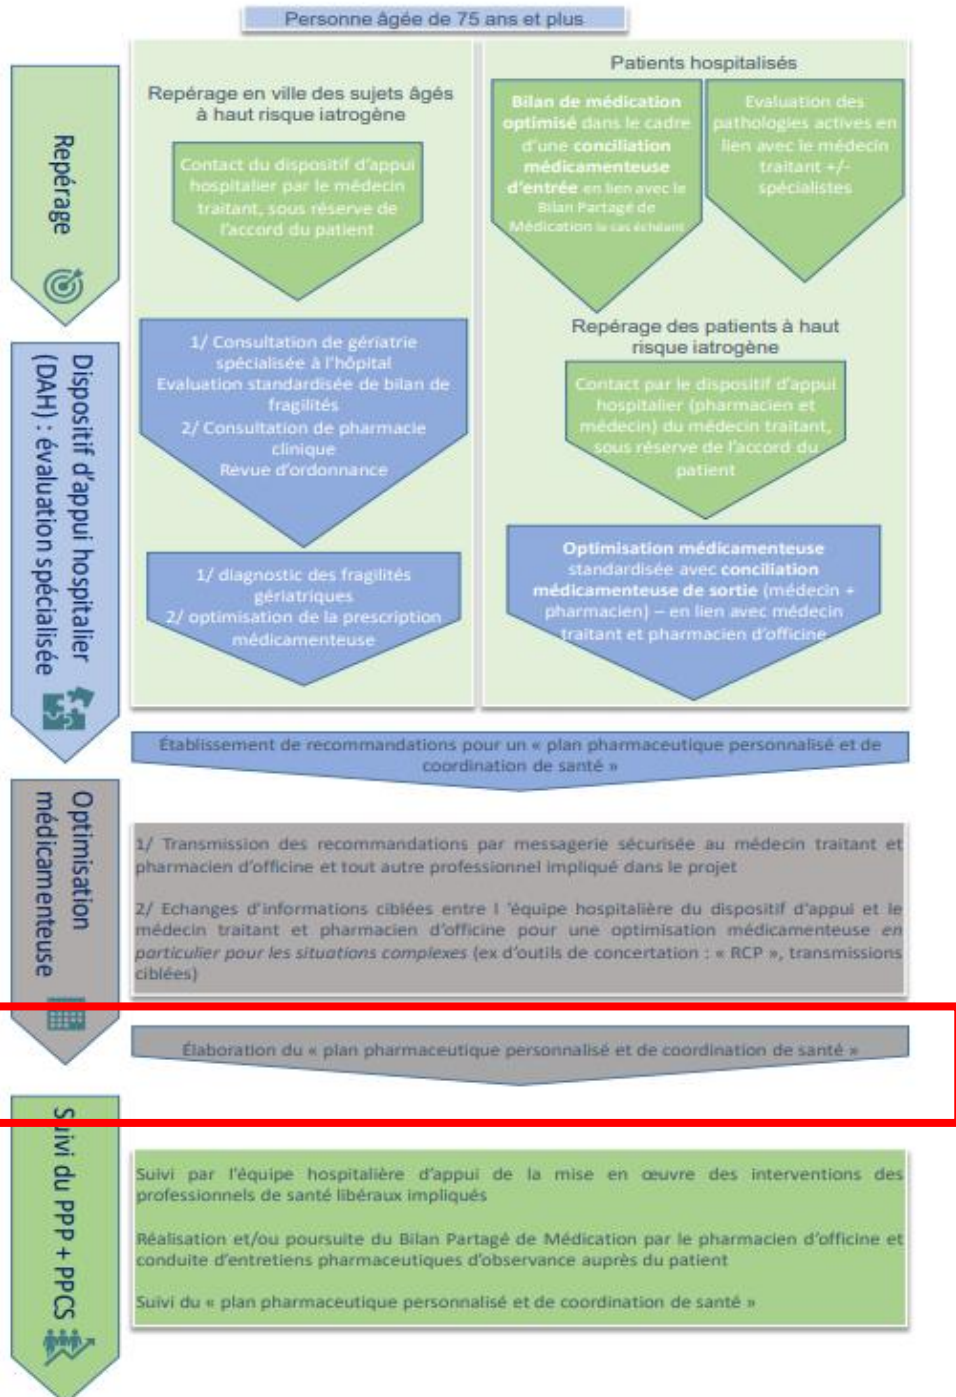 Personne âgée de 75 ans et plus
Repérage
Repérage en ville des sujets âgés
à haut risque iatrogène
Contact du dispositif d'appui
hospitalier par le médecin
traitant, sous réserve de
l'accord du patient
Patients hospitalisés
Bilan de médication
optimisé dans le cadre
d'une conciliation
médicamenteuse
d'entrée en lien avec le
Bilan Partagé de
Médication le cas échéant
Evaluation des
pathologies actives en
lien avec le médecin
traitant +/-
spécialistes
Repérage des patients à haut
risque iatrogène
Contact par le dispositif d'appui
hospitalier (pharmacien et
médecin) du médecin traitant,
sous réserve de l'accord du
patient
Dispositif d'appui hospitalier
(DAH) : évaluation spécialisée
1/ Consultation de gériatrie
spécialisée à l'hôpital
Evaluation standardisée de bilan de
fragilités
2/ Consultation de pharmacie
clinique
Revue d'ordonnance
1/ diagnostic des fragilités
gériatriques
2/ optimisation de la prescription
médicamenteuse
Optimisation médicamenteuse
standardisée avec conciliation
médicamenteuse de sortie (médecin +
pharmacien) – en lien avec médecin
traitant et pharmacien d'officine
Établissement de recommandations pour un « plan pharmaceutique personnalisé et de
coordination de santé »
Optimisation
médicamenteuse
1/ Transmission des recommandations par messagerie sécurisée au médecin traitant et
pharmacien d'officine et tout autre professionnel impliqué dans le projet
2/ Echanges d'informations ciblées entre l 'équipe hospitalière du dispositif d'appui et le
médecin traitant et pharmacien d'officine pour une optimisation médicamenteuse en
particulier pour les situations complexes (ex d'outils de concertation : « RCP », transmissions
ciblées)
Élaboration du « plan pharmaceutique personnalisé et de coordination de santé »
Suivi du PPP + PPCS
Suivi par l'équipe hospitalière d'appui de la mise en œuvre des interventions des
professionnels de santé libéraux impliqués
Réalisation et/ou poursuite du Bilan Partagé de Médication par le pharmacien d'officine et
conduite d'entretiens pharmaceutiques d'observance auprès du patient
Suivi du « plan pharmaceutique personnalisé et de coordination de santé »